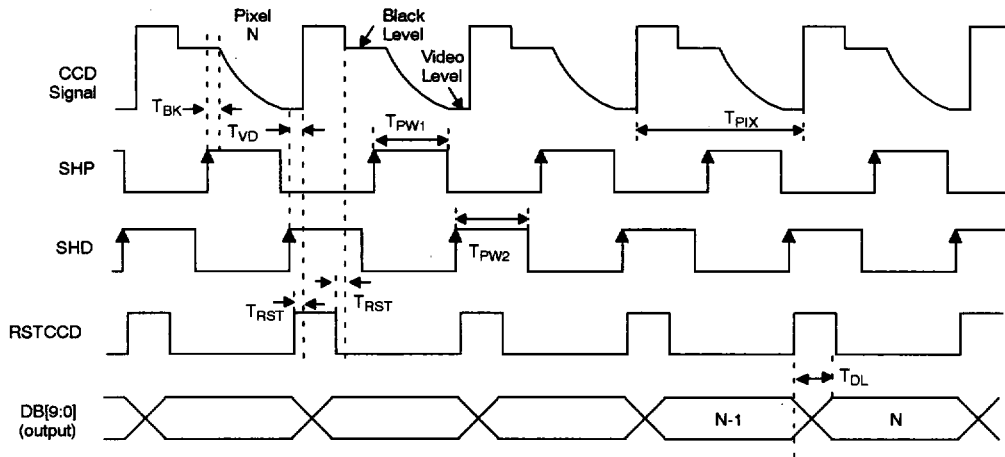 Pixel
N
Black
Level
Video
Level
CCD
Signal
TBK
TVD
TPW1
TPIX
SHP
SHD
TPW2
TRST
TRST
RSTCCD
TDL
DB[9:0]
(output)
N-1
N